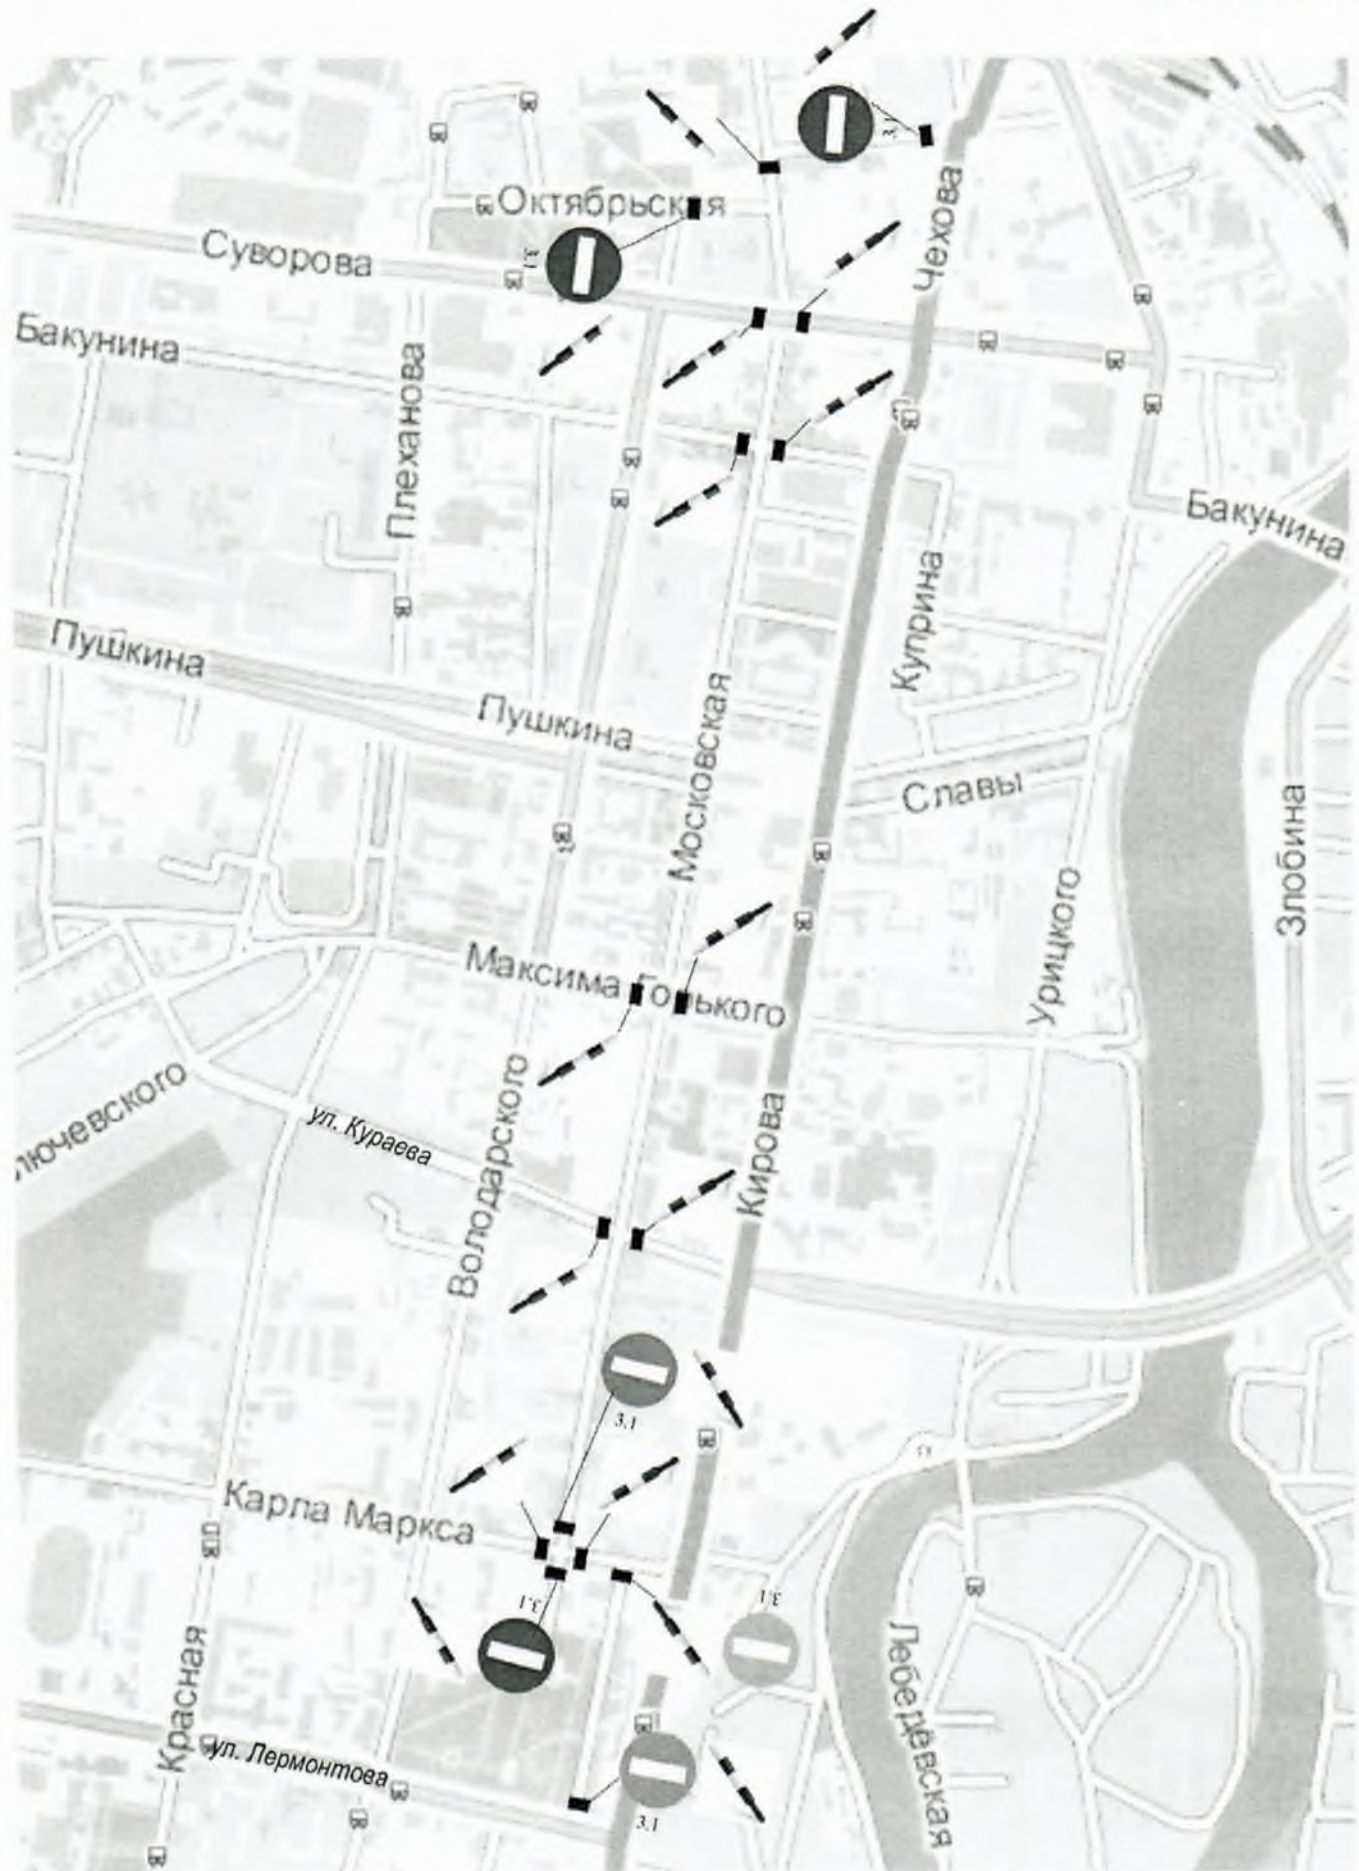 3.1
Октябрьская
Чехова
3.1
Суворова
Бакунина
Плеханова
Бакунина
Куприна
Пушкина
Пушкина
Московская
Славы
Злобина
Урицкого
Максима Горького
лючевского
ул. Кураева
Володарского
Кирова
3.1
Карла Маркса
3.1
3.1
Лебедевская
Красная
ул. Лермонтова
3.1